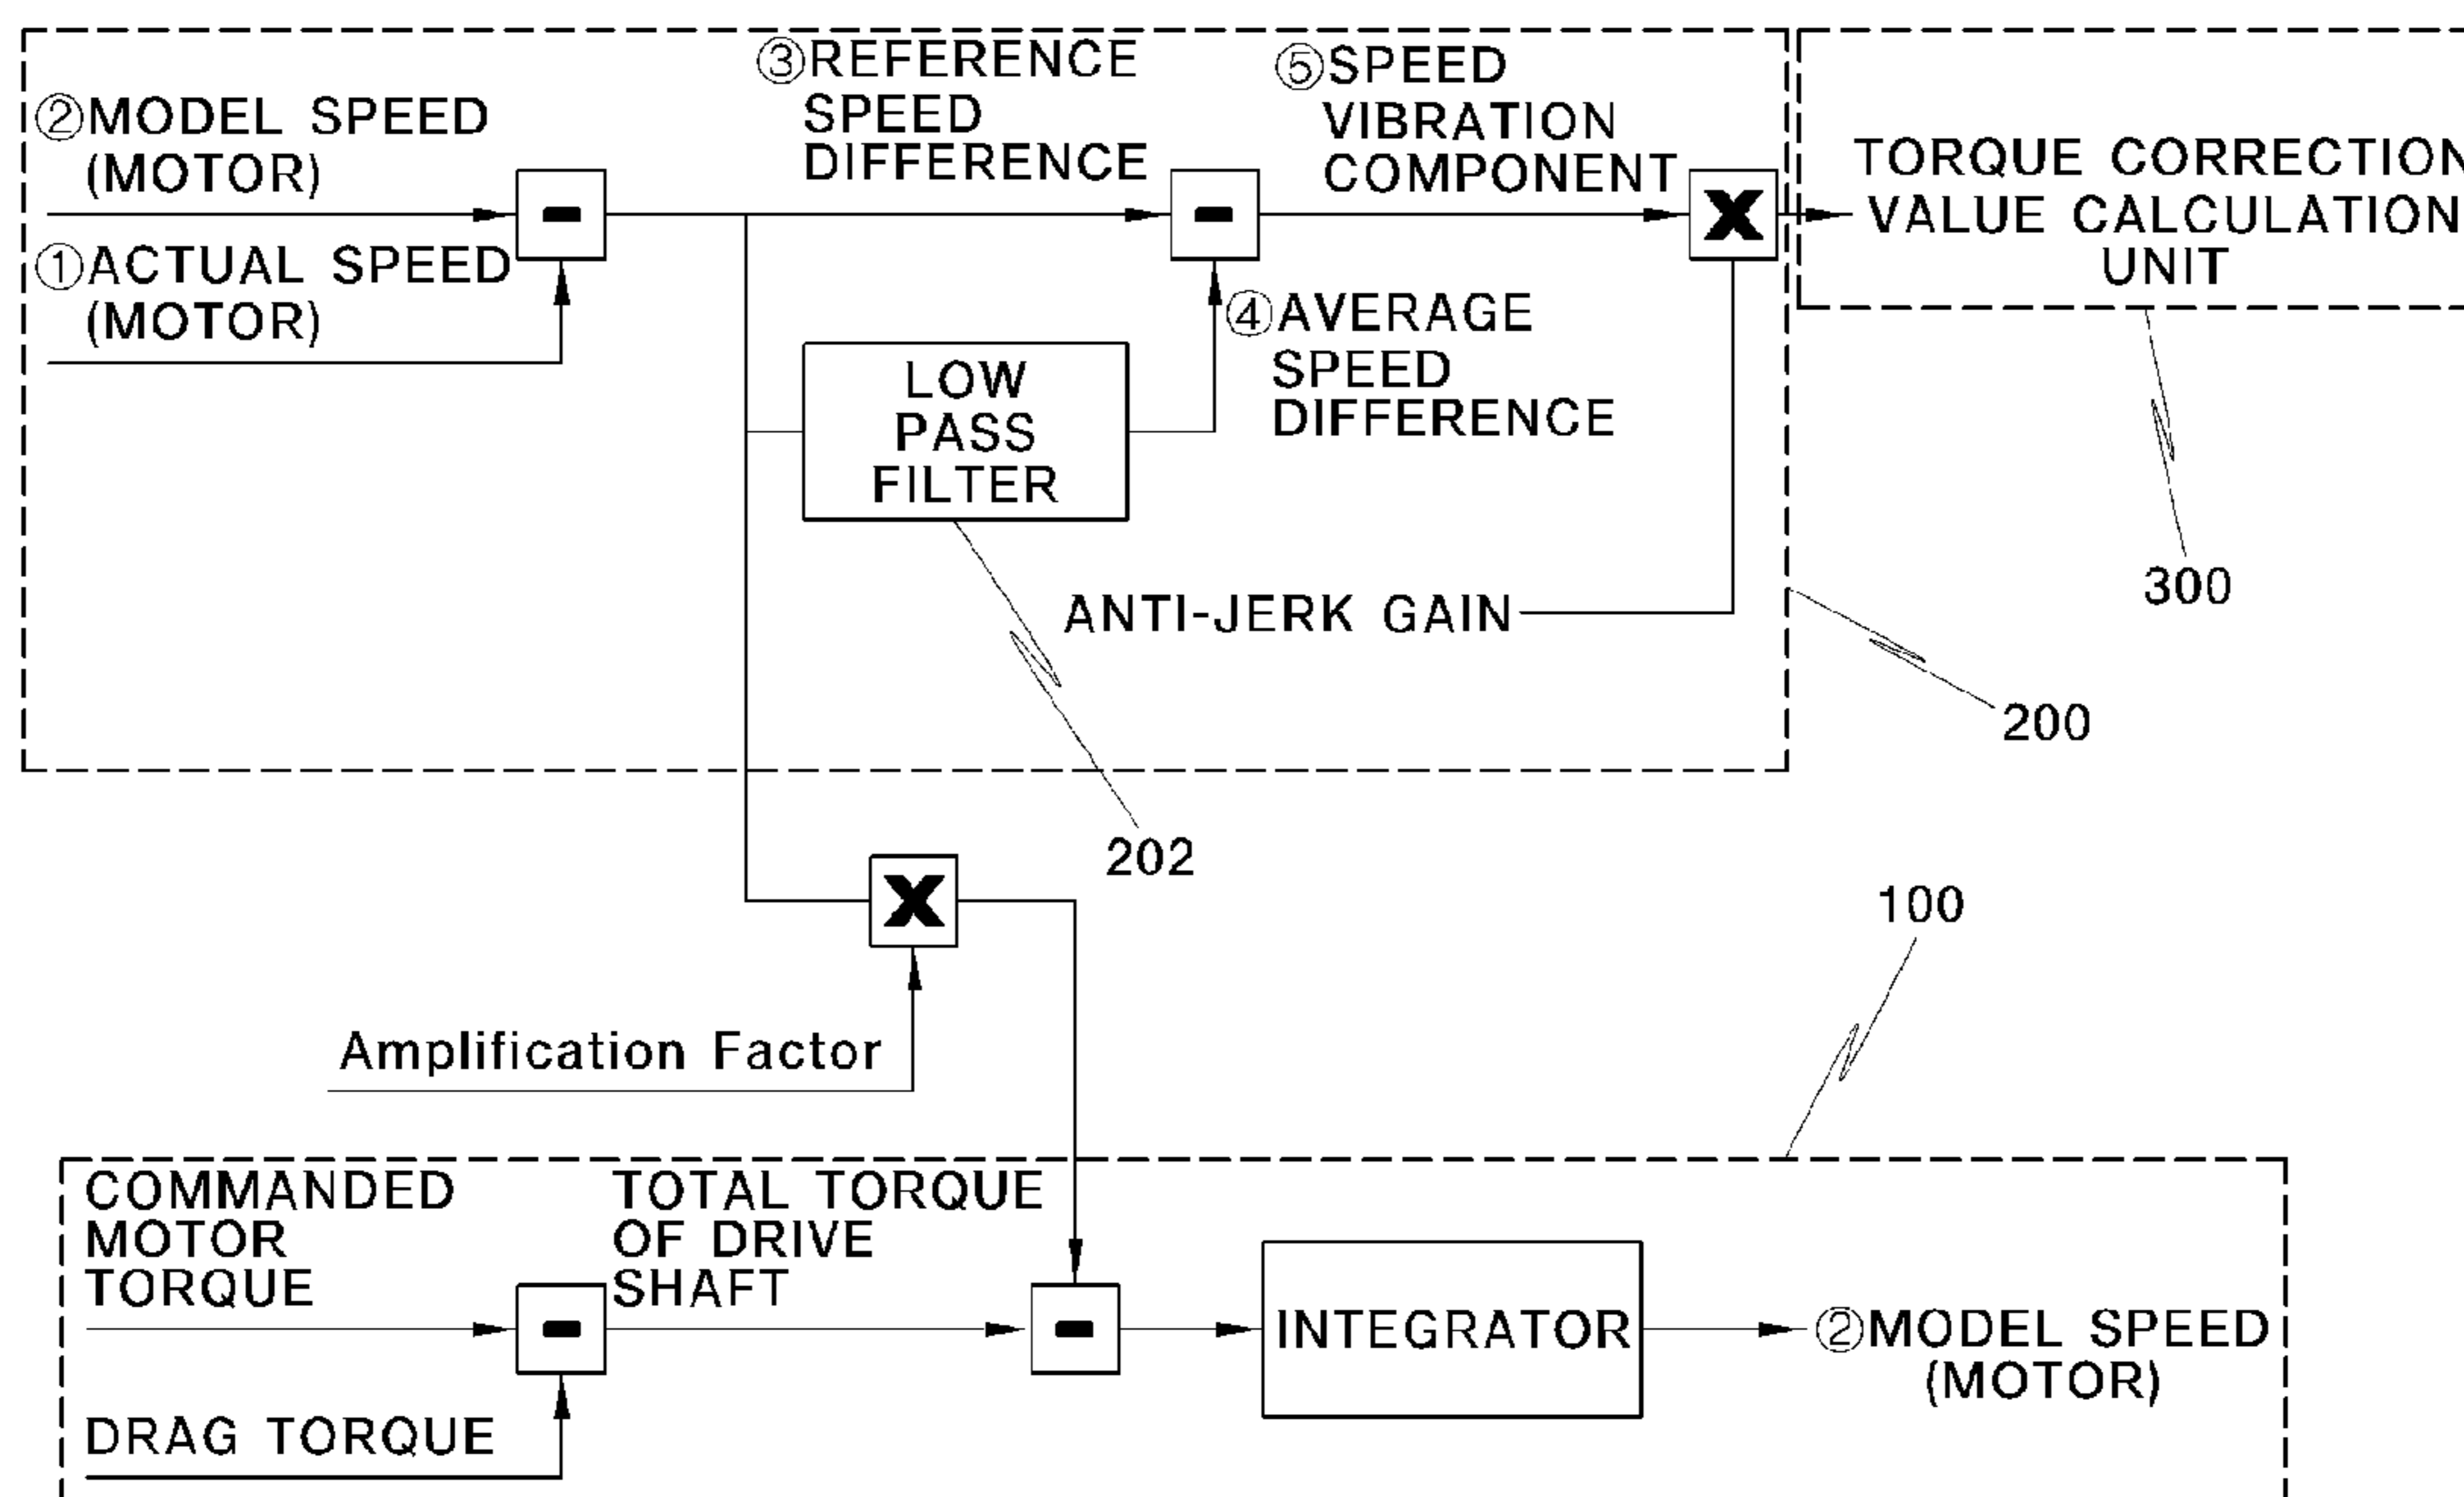 ②MODEL SPEED
(MOTOR)
①ACTUAL SPEED
(MOTOR)
③REFERENCE
SPEED
DIFFERENCE
⑤SPEED
VIBRATION
COMPONENT
TORQUE CORRECTION
VALUE CALCULATION
UNIT
④AVERAGE
SPEED
DIFFERENCE
LOW
PASS
FILTER
ANTI-JERK GAIN
300
200
202
100
Amplification Factor
COMMANDED
MOTOR
TORQUE
TOTAL TORQUE
OF DRIVE
SHAFT
INTEGRATOR
②MODEL SPEED
(MOTOR)
DRAG TORQUE